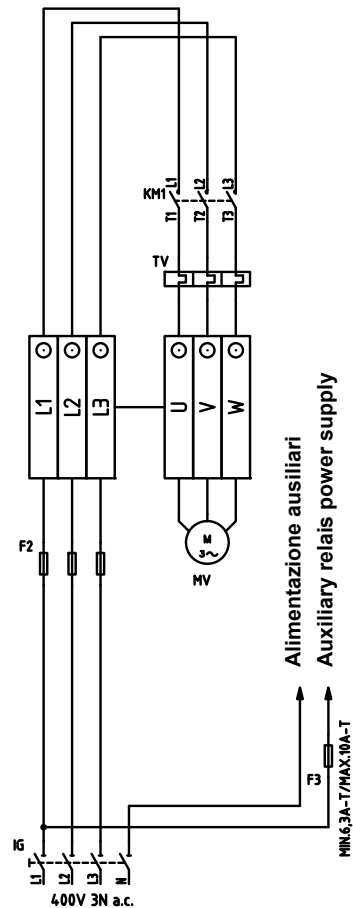 L1
L2
L3
KM1
T1
T2
T3
TV
L1
L2
L3
U
V
W
F2
M
3~
MV
Alimentazione ausiliari
Auxiliary relais power supply
F3
MIN.6,3A-T/MAX.10A-T
IG
L1
L2
L3
N
400V 3N a.c.